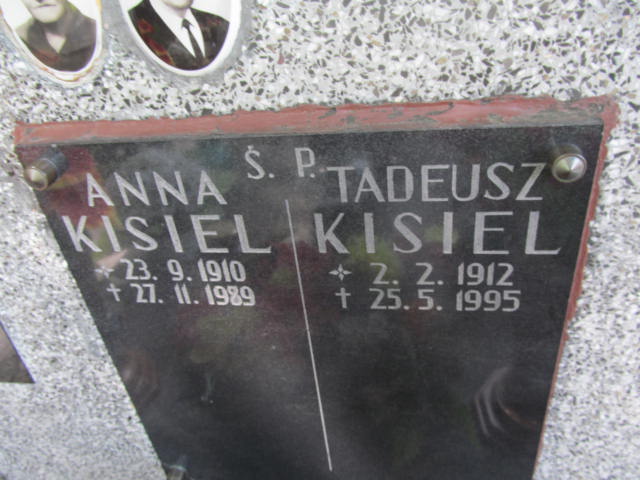 Ś. P.
ANNA
KISIEL
✧ 23. 9. 1910
✝ 27. 11. 1989
TADEUSZ
KISIEL
✧ 2. 2. 1912
✝ 25. 5. 1995